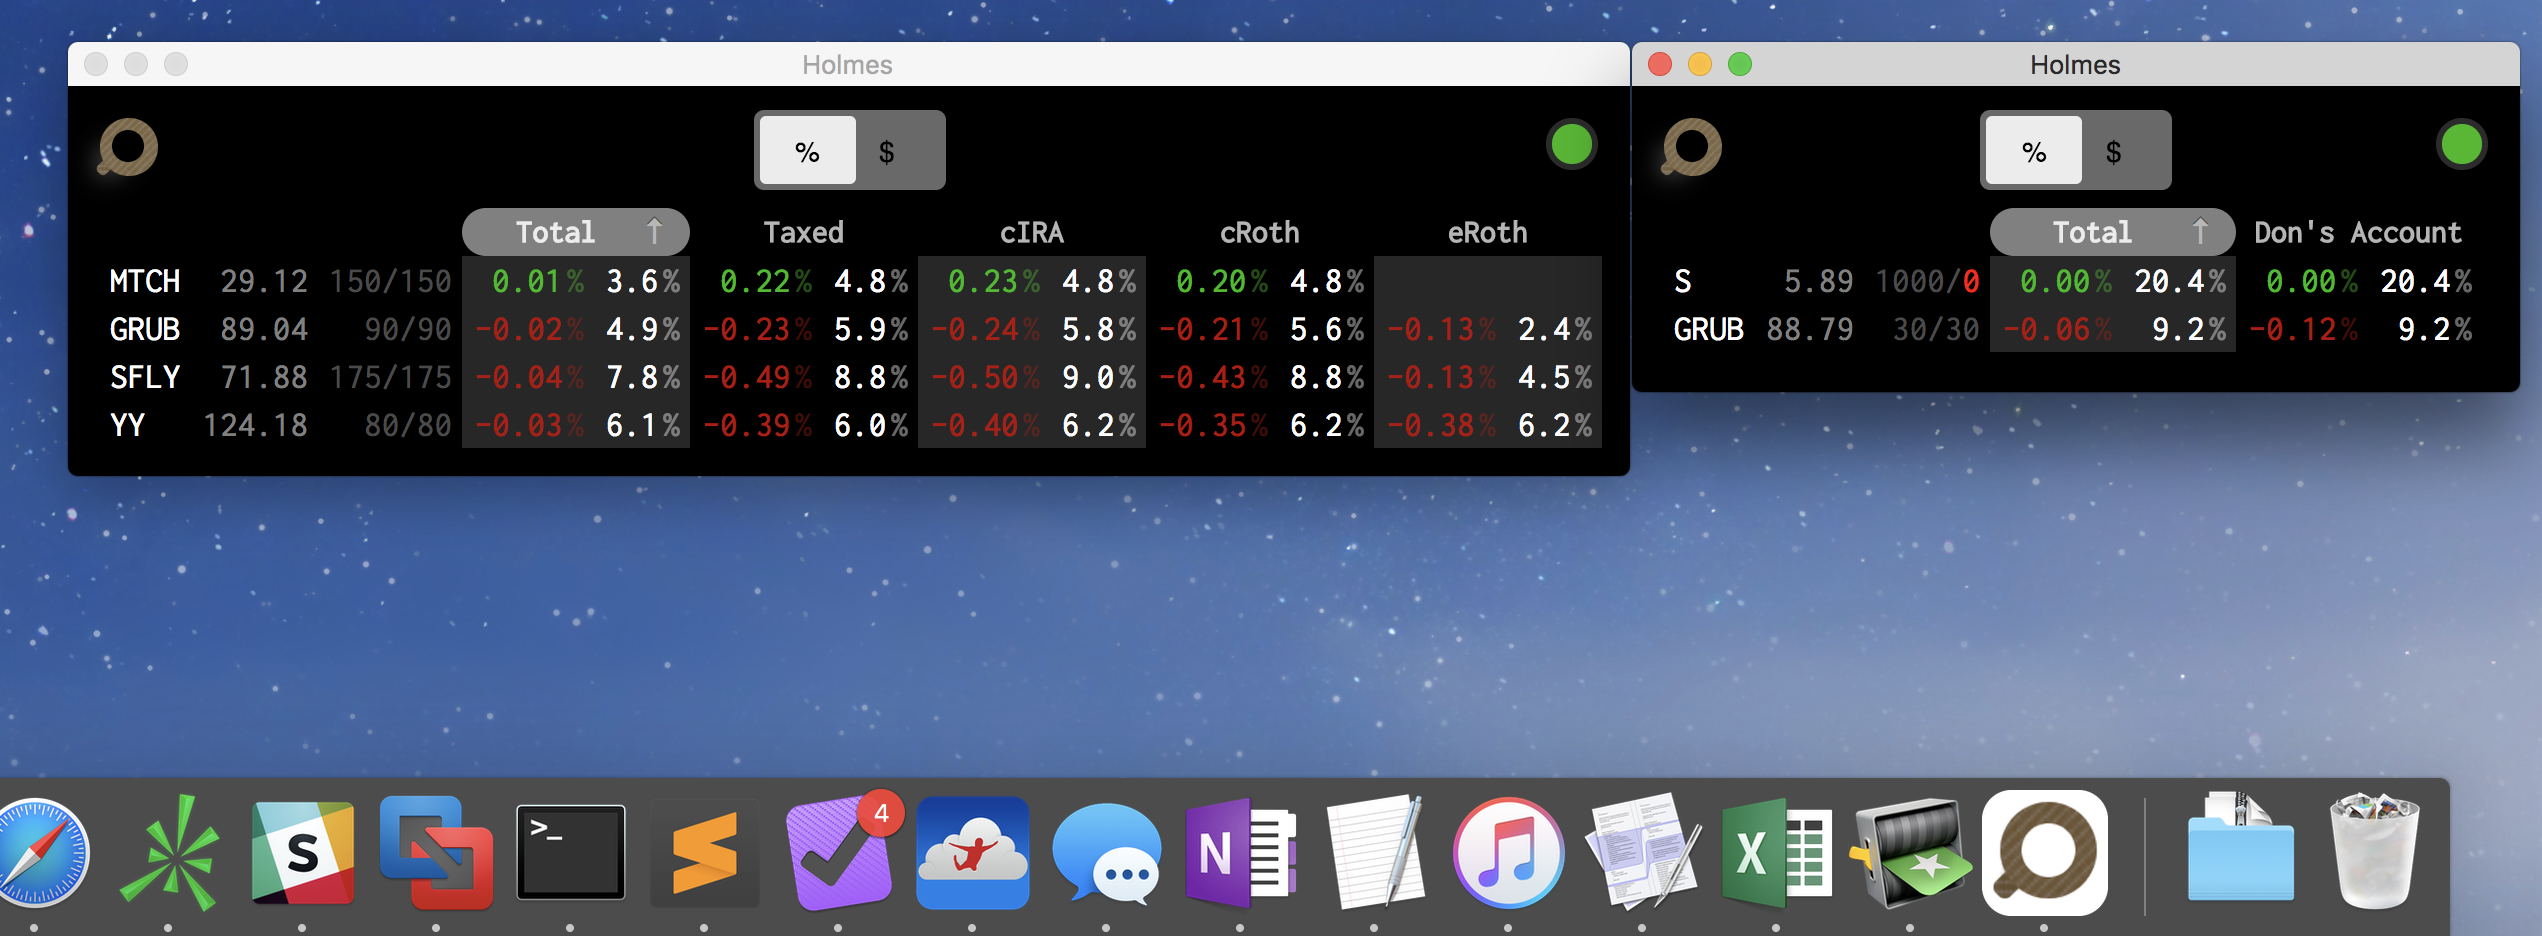 Holmes
% $
Total ↑ Taxed cIRA cRoth eRoth
MTCH 29.12 150/150 0.01% 3.6% 0.22% 4.8% 0.23% 4.8% 0.20% 4.8%
GRUB 89.04 90/90 -0.02% 4.9% -0.23% 5.9% -0.24% 5.8% -0.21% 5.6% -0.13% 2.4%
SFLY 71.88 175/175 -0.04% 7.8% -0.49% 8.8% -0.50% 9.0% -0.43% 8.8% -0.13% 4.5%
YY 124.18 80/80 -0.03% 6.1% -0.39% 6.0% -0.40% 6.2% -0.35% 6.2% -0.38% 6.2%
Holmes
% $
Total ↑ Don's Account
S 5.89 1000/0 0.00% 20.4% 0.00% 20.4%
GRUB 88.79 30/30 -0.06% 9.2% -0.12% 9.2%
S
>_
4
N
X